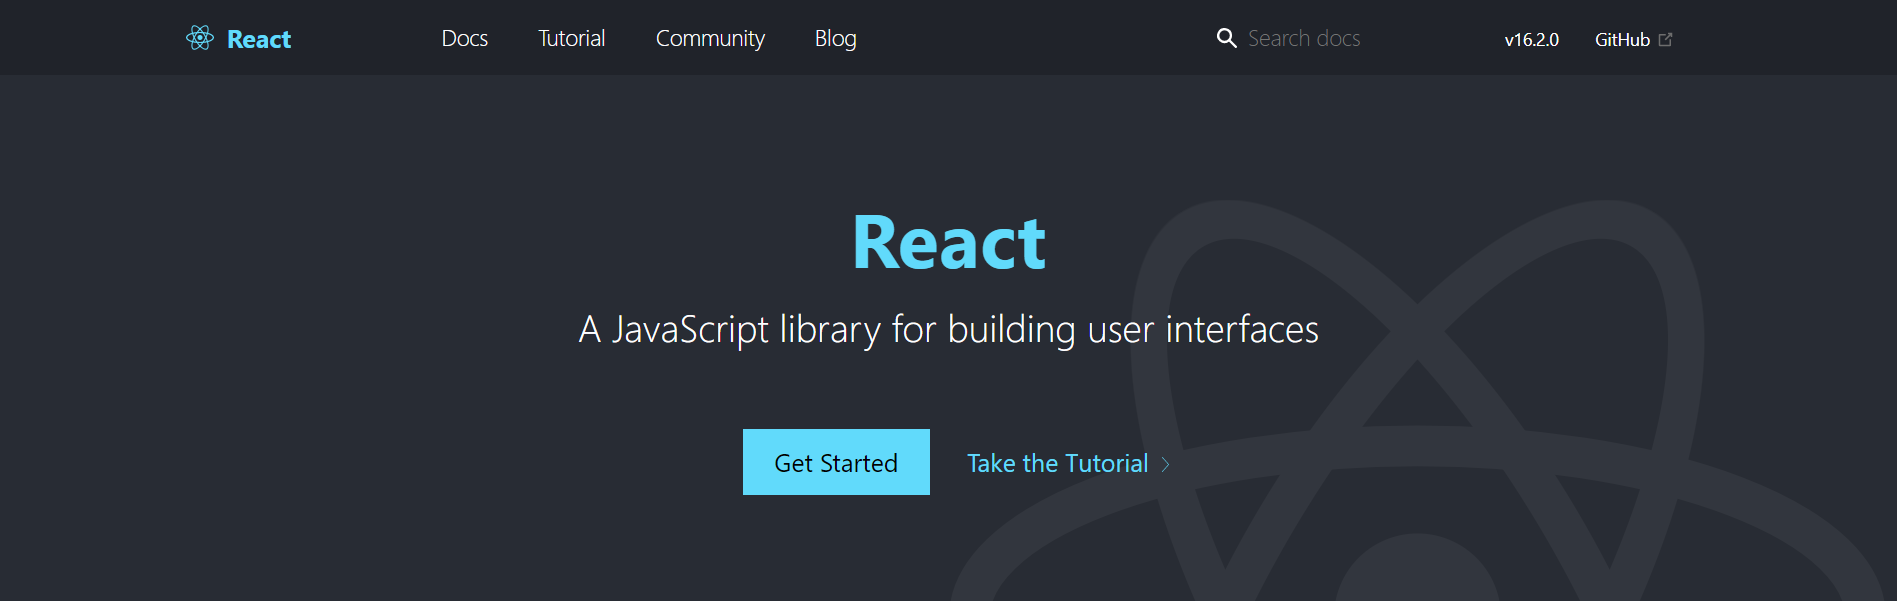 React Docs Tutorial Community Blog Search docs v16.2.0 GitHub
React
A JavaScript library for building user interfaces
Get Started Take the Tutorial